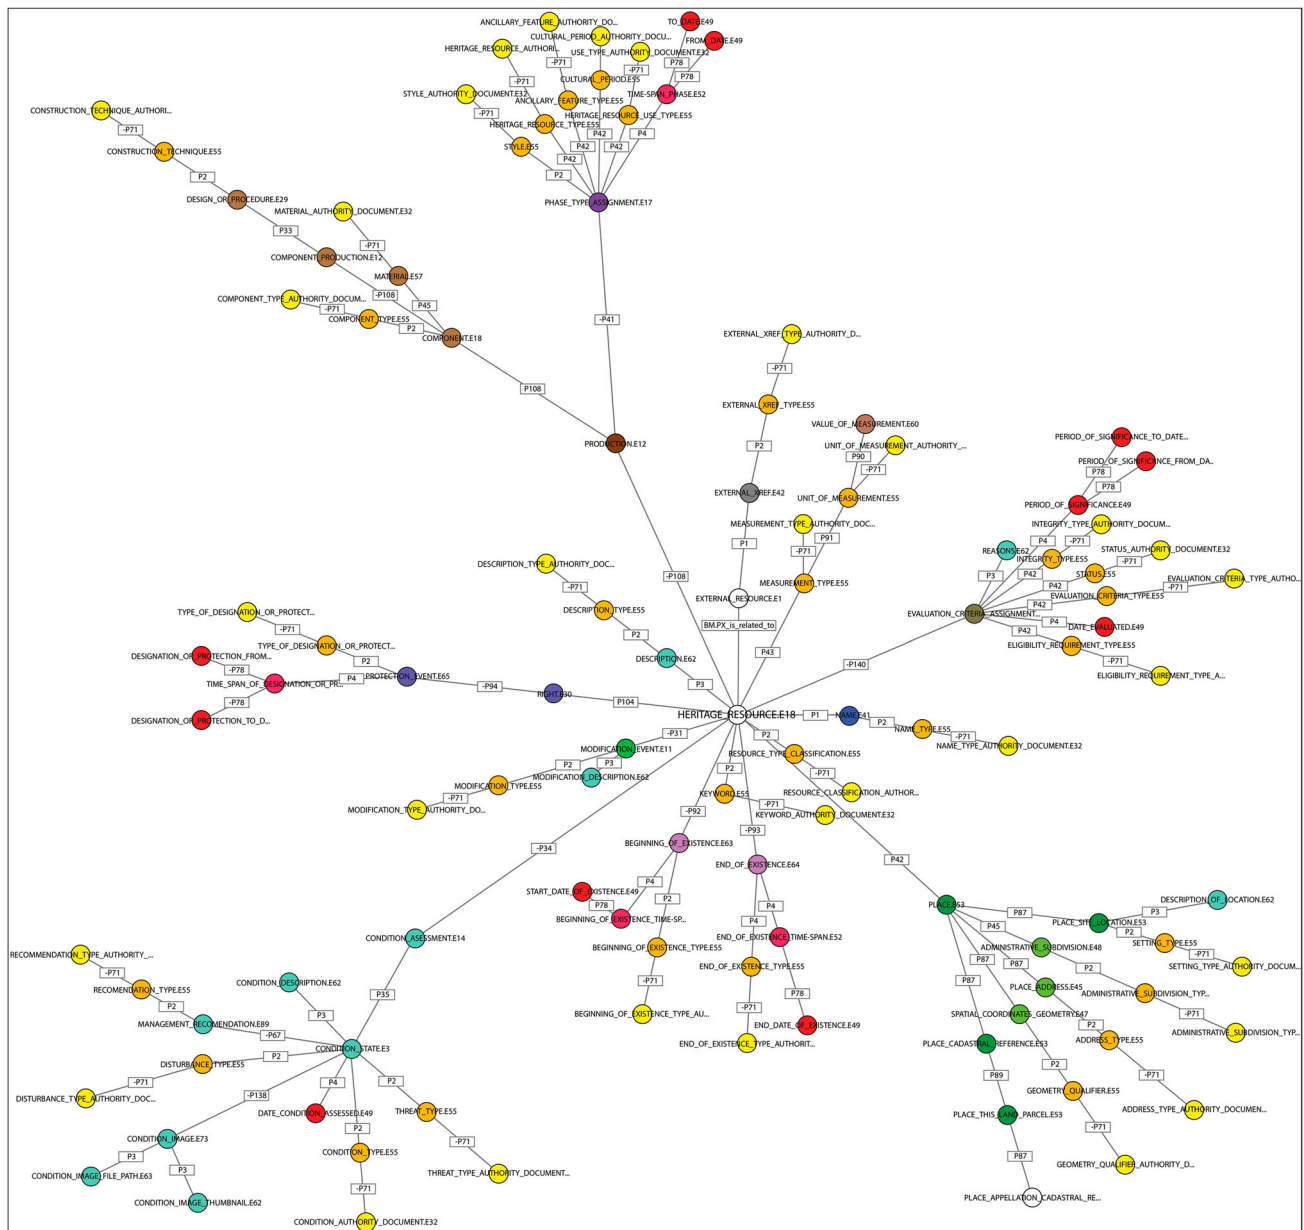 ANCILLARY_FEATURE_AUTHORITY_DO...
TO_DATE.E49
CULTURAL_PERIOD_AUTHORITY_DOCU...
FROM_DATE.E49
HERITAGE_RESOURCE_AUTHORI...
USE_TYPE_AUTHORITY_DOCUMENT.E32
-P71
P78
-P71
P78
-P71
CULTURAL_PERIOD.E55
STYLE_AUTHORITY_DOCUMENT.E32
TIME-SPAN_PHASE.E52
ANCILLARY_FEATURE_TYPE.E55
CONSTRUCTION_TECHNIQUE_AUTHORI...
-P71
HERITAGE_RESOURCE_USE_TYPE.E55
HERITAGE_RESOURCE_TYPE.E55
-P71
P42
P4
P42
P42
STYLE.E55
CONSTRUCTION_TECHNIQUE.E55
P42
P2
P2
DESIGN_OR_PROCEDURE.E29
PHASE_TYPE_ASSIGNMENT.E17
MATERIAL_AUTHORITY_DOCUMENT.E32
P33
-P71
COMPONENT_PRODUCTION.E12
MATERIAL.E57
-P108
COMPONENT_TYPE_AUTHORITY_DOCUM...
P45
-P71
COMPONENT_TYPE.E55
-P41
P2
COMPONENT.E18
EXTERNAL_XREF_TYPE_AUTHORITY_D...
-P71
P108
EXTERNAL_XREF_TYPE.E55
VALUE_OF_MEASUREMENT.E60
PRODUCTION.E12
P2
UNIT_OF_MEASUREMENT_AUTHORITY_...
PERIOD_OF_SIGNIFICANCE_TO_DATE...
P90
PERIOD_OF_SIGNIFICANCE_FROM_DA..
-P71
P78
P78
EXTERNAL_XREF.E42
UNIT_OF_MEASUREMENT.E55
PERIOD_OF_SIGNIFICANCE.E49
MEASUREMENT_TYPE_AUTHORITY_DOC...
INTEGRITY_TYPE_AUTHORITY_DOCUM...
P91
P1
P4
-P71
REASONS.E62
STATUS_AUTHORITY_DOCUMENT.E32
-P71
INTEGRITY_TYPE.E55
-P71
DESCRIPTION_TYPE_AUTHORITY_DOC...
P3
P42
STATUS.E55
-P108
MEASUREMENT_TYPE.E55
P42
EVALUATION_CRITERIA_TYPE_AUTHO...
-P71
-P71
EVALUATION_CRITERIA_TYPE.E55
EXTERNAL_RESOURCE.E1
P42
DESCRIPTION_TYPE.E55
EVALUATION_CRITERIA_ASSIGNMENT...
TYPE_OF_DESIGNATION_OR_PROTECT...
P4
BM.PX_is_related_to
DATE_EVALUATED.E49
-P71
P2
P42
TYPE_OF_DESIGNATION_OR_PROTECT...
ELIGIBILITY_REQUIREMENT_TYPE.E55
P43
DESIGNATION_OR_PROTECTION_FROM...
DESCRIPTION.E62
P2
-P140
-P71
-P78
P4
PROTECTION_EVENT.E65
ELIGIBILITY_REQUIREMENT_TYPE_A...
TIME_SPAN_OF_DESIGNATION_OR_PR...
P3
-P94
RIGHT.E30
P104
-P78
HERITAGE_RESOURCE.E18
P1
NAME.E41
DESIGNATION_OR_PROTECTION_TO_D...
P2
NAME_TYPE.E55
-P31
P2
-P71
MODIFICATION_EVENT.E11
NAME_TYPE_AUTHORITY_DOCUMENT.E32
RESOURCE_TYPE_CLASSIFICATION.E55
P2
P3
P2
-P71
MODIFICATION_DESCRIPTION.E62
MODIFICATION_TYPE.E55
KEYWORD.E55
RESOURCE_CLASSIFICATION_AUTHOR...
-P71
-P71
MODIFICATION_TYPE_AUTHORITY_DO...
KEYWORD_AUTHORITY_DOCUMENT.E32
-P92
-P93
BEGINNING_OF_EXISTENCE.E63
-P34
P42
END_OF_EXISTENCE.E64
P4
START_DATE_OF_EXISTENCE.E49
P2
P78
PLACE.E53
P87
DESCRIPTION_OF_LOCATION.E62
P4
BEGINNING_OF_EXISTENCE_TIME-SP...
P3
P4
PLACE_SITE_LOCATION.E53
P45
P2
CONDITION_ASESSMENT.E14
END_OF_EXISTENCE_TIME-SPAN.E52
SETTING_TYPE.E55
BEGINNING_OF_EXISTENCE_TYPE.E55
ADMINISTRATIVE_SUBDIVISION.E48
RECOMMENDATION_TYPE_AUTHORITY_...
P87
-P71
END_OF_EXISTENCE_TYPE.E55
P87
P2
SETTING_TYPE_AUTHORITY_DOCUM...
-P71
-P71
CONDITION_DESCRIPTION.E62
P87
PLACE_ADDRESS.E45
RECOMENDATION_TYPE.E55
P35
P78
ADMINISTRATIVE_SUBDIVISION_TYP...
P2
-P71
P3
SPATIAL_COORDINATES_GEOMETRY.E47
-P71
BEGINNING_OF_EXISTENCE_TYPE_AU...
MANAGEMENT_RECOMENDATION.E89
END_DATE_OF_EXISTENCE.E49
P2
ADMINISTRATIVE_SUBDIVISION_TYP...
-P67
END_OF_EXISTENCE_TYPE_AUTHORIT...
PLACE_CADASTRAL_REFERENCE.E53
ADDRESS_TYPE.E55
CONDITION_STATE.E3
P2
DISTURBANCE_TYPE.E55
P2
P89
-P71
-P71
P4
P2
GEOMETRY_QUALIFIER.E55
DISTURBANCE_TYPE_AUTHORITY_DOC...
-P138
DATE_CONDITION_ASSESSED.E49
THREAT_TYPE.E55
PLACE_THIS_LAND_PARCEL.E53
ADDRESS_TYPE_AUTHORITY_DOCUMEN...
P2
-P71
CONDITION_IMAGE.E73
-P71
CONDITION_TYPE.E55
P87
P3
P3
GEOMETRY_QUALIFIER_AUTHORITY_D...
CONDITION_IMAGE_FILE_PATH.E63
THREAT_TYPE_AUTHORITY_DOCUMENT...
-P71
PLACE_APPELLATION_CADASTRAL_RE...
CONDITION_IMAGE_THUMBNAIL.E62
CONDITION_AUTHORITY_DOCUMENT.E32